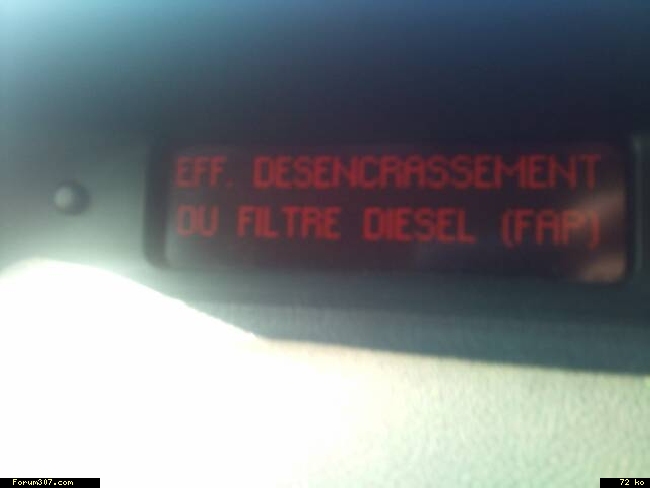 EFF. DESENCRASSEMENT
DU FILTRE DIESEL (FAP)
Forum307.com
72 ko